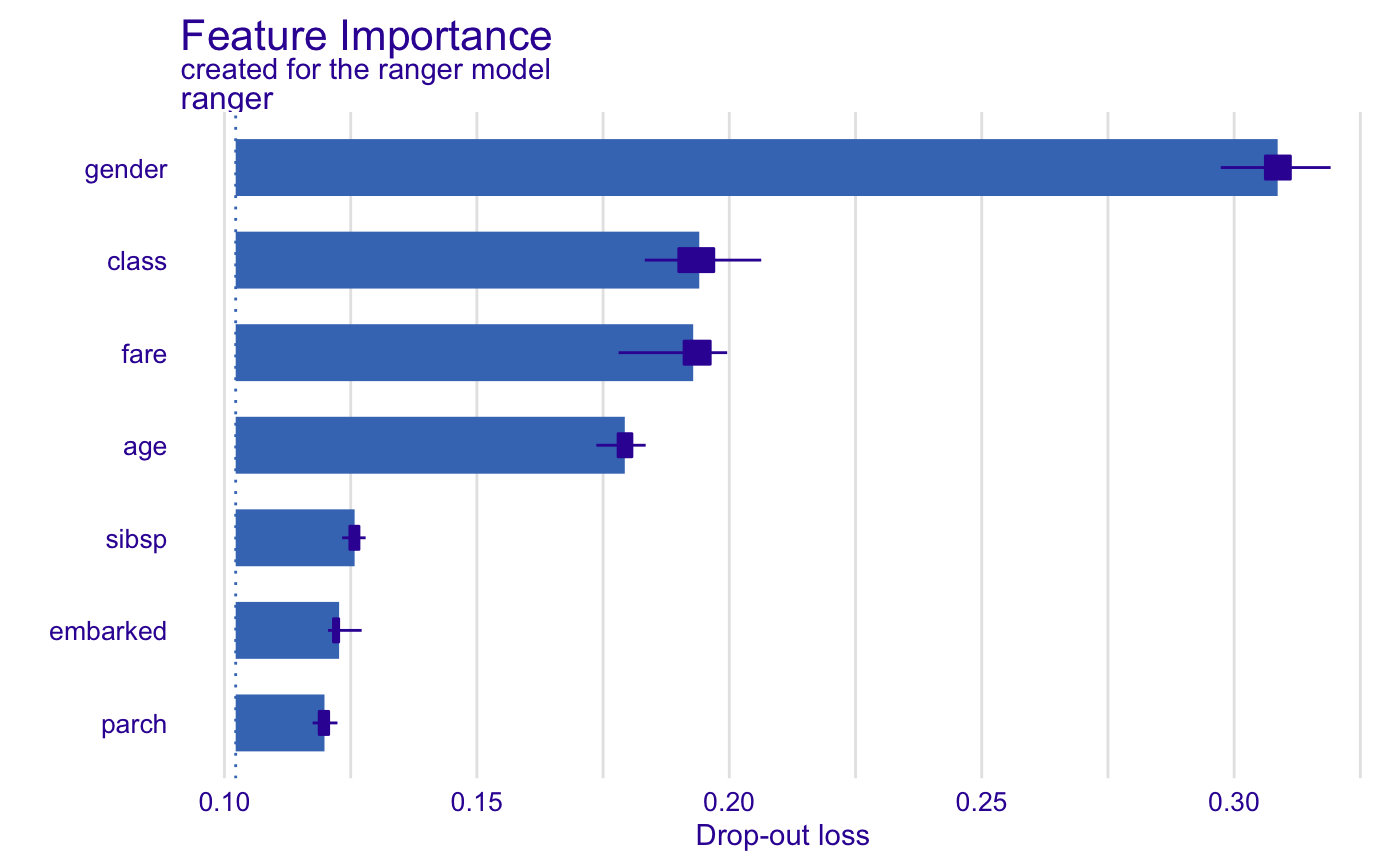 Feature Importance
created for the ranger model
ranger
gender
class
fare
age
sibsp
embarked
parch
0.10 0.15 0.20 0.25 0.30
Drop-out loss